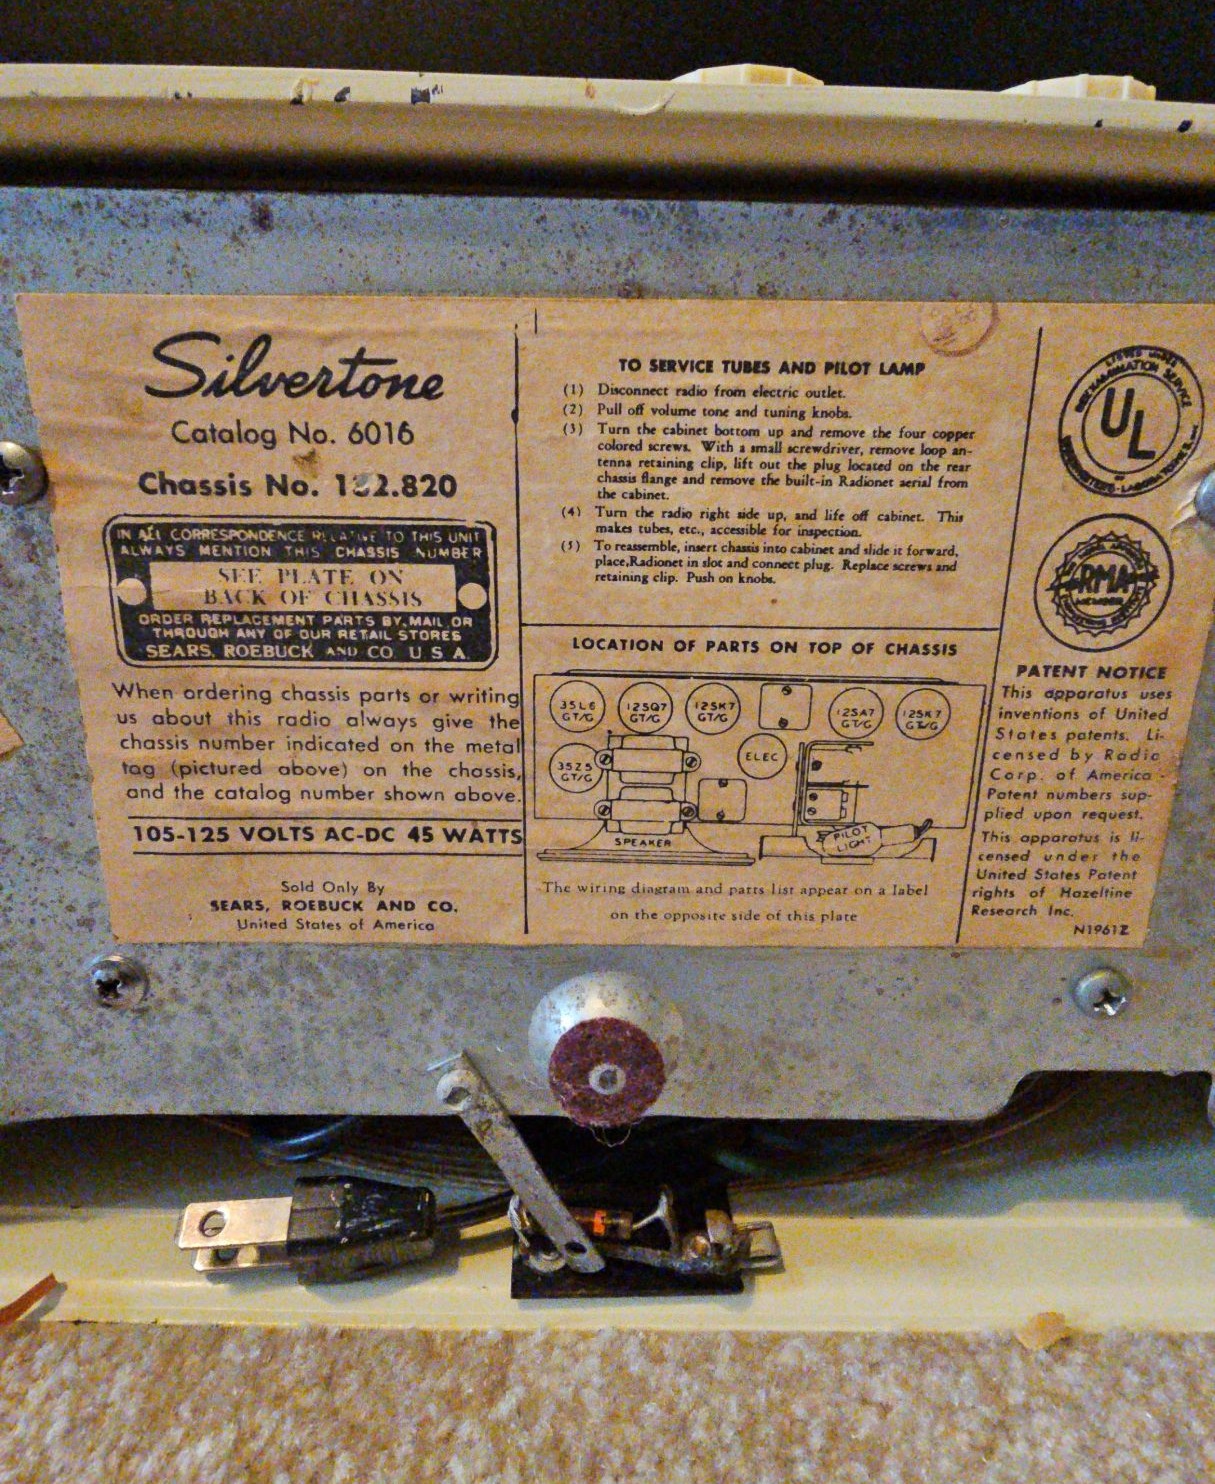 Silvertone
Catalog No. 6016
Chassis No. 132.820
IN ALL CORRESPONDENCE RELATIVE TO THIS UNIT
ALWAYS MENTION THIS CHASSIS NUMBER
SEE PLATE ON
BACK OF CHASSIS
ORDER REPLACEMENT PARTS BY MAIL OR
THROUGH ANY OF OUR RETAIL STORES
SEARS, ROEBUCK AND CO. U S A
When ordering chassis parts or writing
us about this radio always give the
chassis number indicated on the metal
tag (pictured above) on the chassis,
and the catalog number shown above.
105-125 VOLTS AC-DC 45 WATTS
Sold Only By
SEARS, ROEBUCK AND CO.
United States of America
TO SERVICE TUBES AND PILOT LAMP
(1) Disconnect radio from electric outlet.
(2) Pull off volume tone and tuning knobs.
(3) Turn the cabinet bottom up and remove the four copper
colored screws. With a small screwdriver, remove loop an-
tenna retaining clip, lift out the plug located on the rear
chassis flange and remove the built-in Radionet aerial from
the cabinet.
(4) Turn the radio right side up, and life off cabinet. This
makes tubes, etc., accessible for inspection.
(5) To reassemble, insert chassis into cabinet and slide it forward,
place,Radionet in slot and connect plug. Replace screws and
retaining clip. Push on knobs.
LOCATION OF PARTS ON TOP OF CHASSIS
35L6
GT/G
12SQ7
GT/G
12SK7
GT/G
12SA7
GT/G
12SK7
GT/G
35Z5
GT/G
ELEC
SPEAKER
PILOT
LIGHT
The wiring diagram and parts list appear on a label
on the opposite side of this plate
LISTED UNDER
REEXAMINATION SERVICE
UL
UNDERWRITERS LABORATORIES, INC.
RMA
MEMBER
PATENT NOTICE
This apparatus uses
inventions of United
States patents. Li-
censed by Radio
Corp. of America -
Patent numbers sup-
plied upon request.
This apparatus is li-
censed under the
United States Patent
rights of Hazeltine
Research Inc.
N1961Z